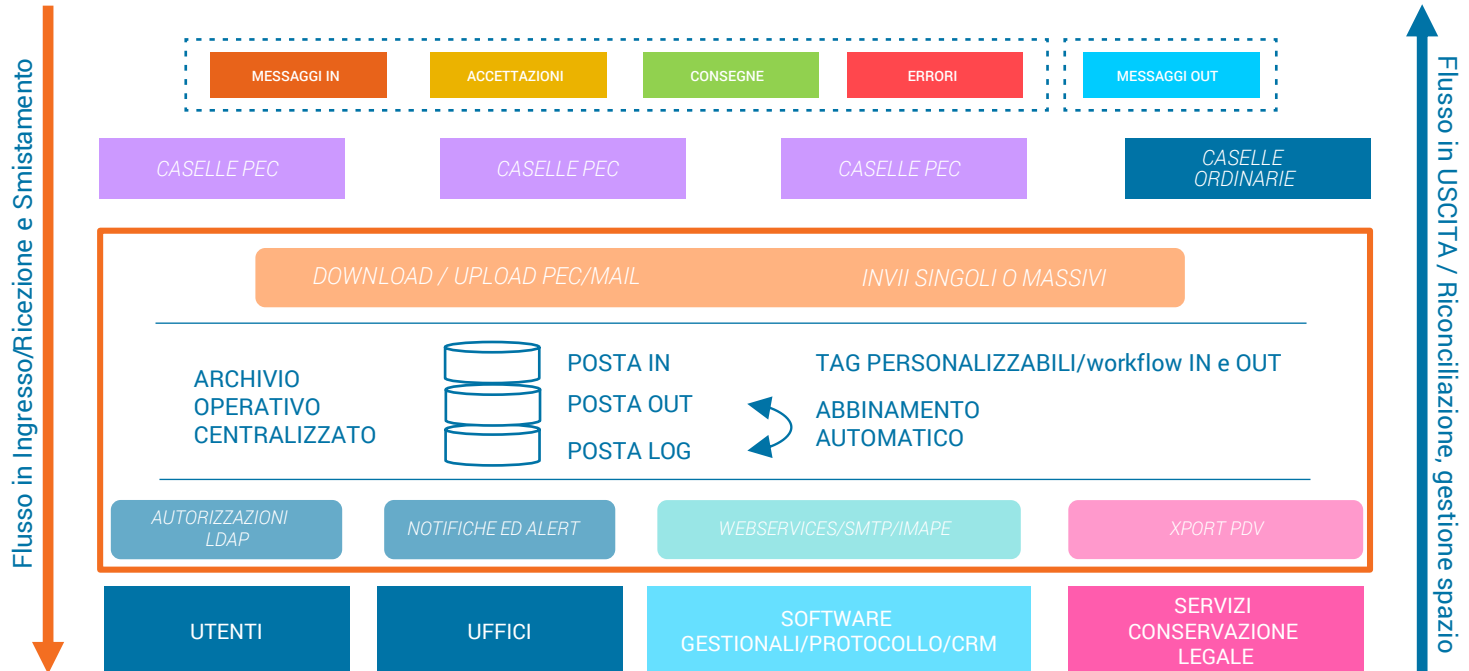 Flusso in Ingresso/Ricezione e Smistamento
MESSAGGI IN
ACCETTAZIONI
CONSEGNE
ERRORI
MESSAGGI OUT
CASELLE PEC
CASELLE PEC
CASELLE PEC
CASELLE
ORDINARIE
DOWNLOAD / UPLOAD PEC/MAIL
INVII SINGOLI O MASSIVI
ARCHIVIO
OPERATIVO
CENTRALIZZATO
POSTA IN
POSTA OUT
POSTA LOG
TAG PERSONALIZZABILI/workflow IN e OUT
ABBINAMENTO
AUTOMATICO
AUTORIZZAZIONI
LDAP
NOTIFICHE ED ALERT
WEBSERVICES/SMTP/IMAPE
XPORT PDV
UTENTI
UFFICI
SOFTWARE
GESTIONALI/PROTOCOLLO/CRM
SERVIZI
CONSERVAZIONE
LEGALE
Flusso in USCITA / Riconciliazione, gestione spazio